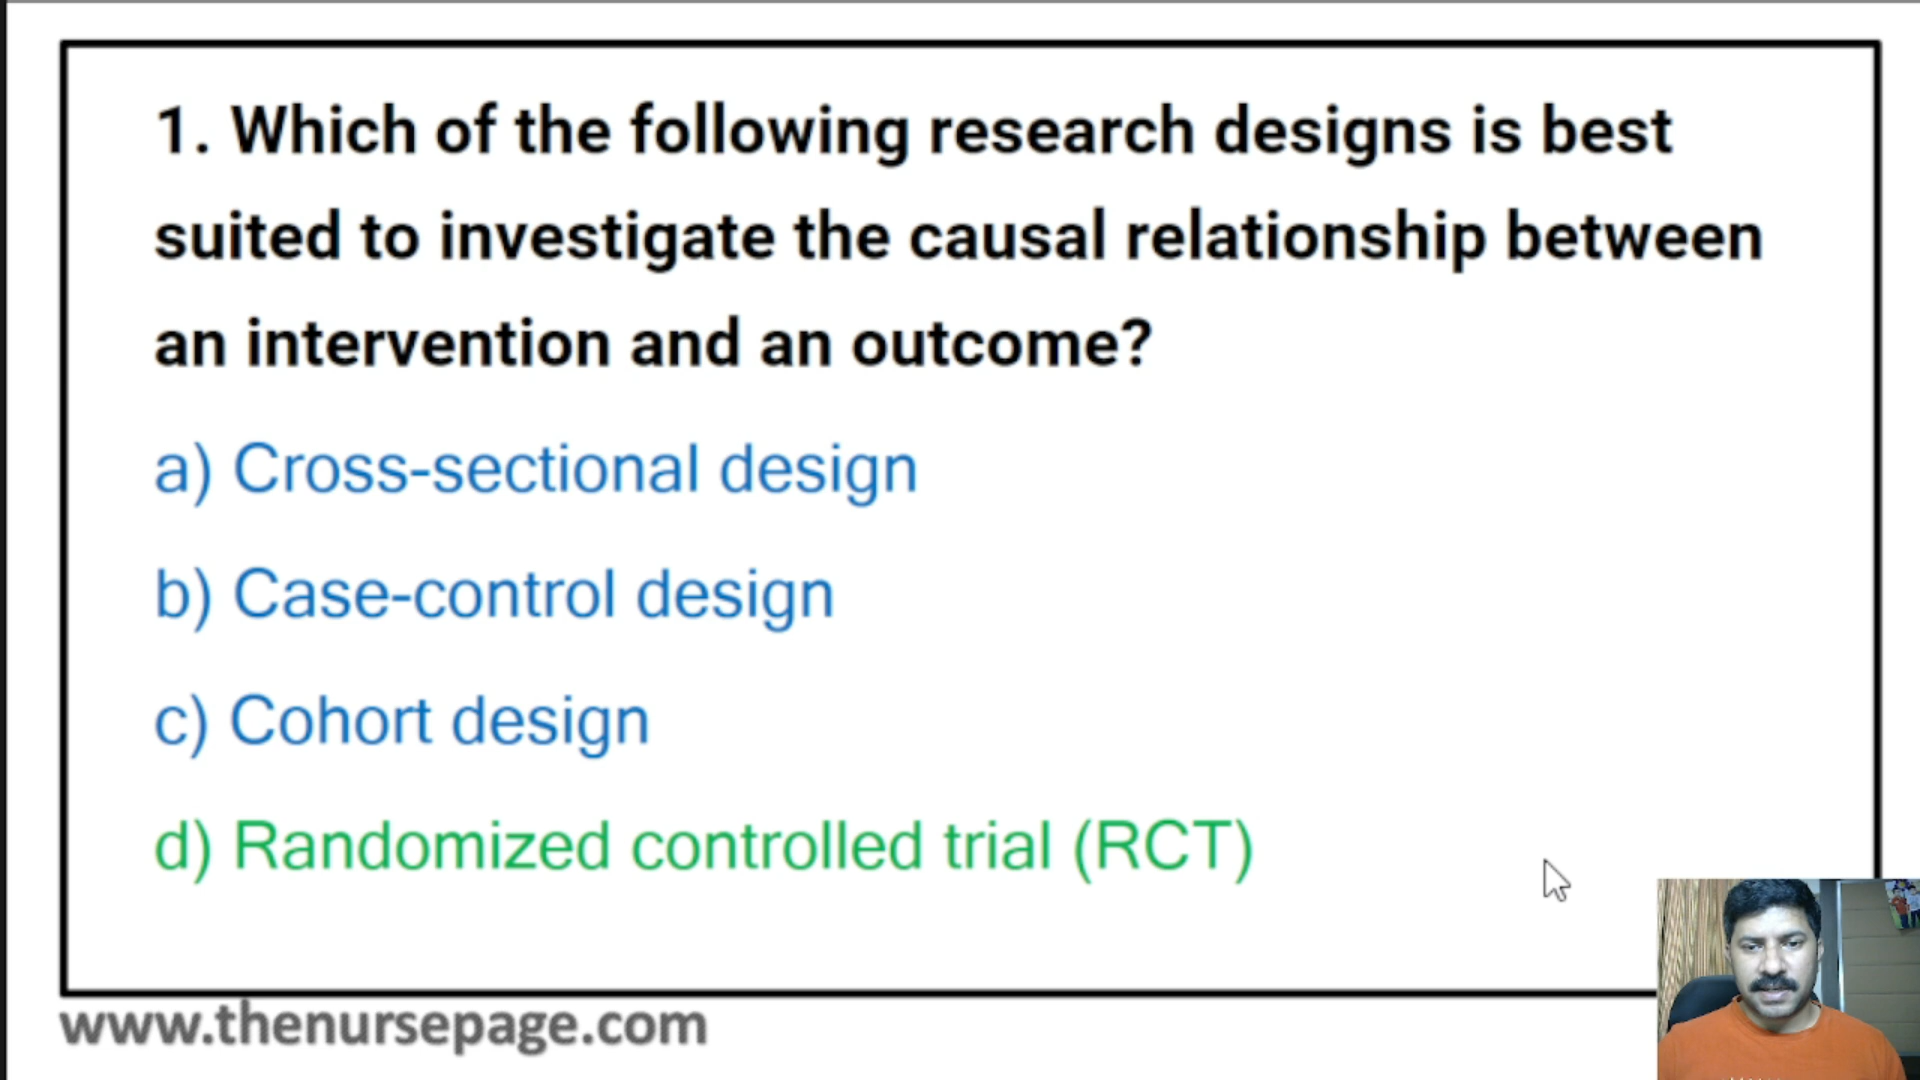 1. Which of the following research designs is best
suited to investigate the causal relationship between
an intervention and an outcome?
a) Cross-sectional design
b) Case-control design
c) Cohort design
d) Randomized controlled trial (RCT)
www.thenursepage.com